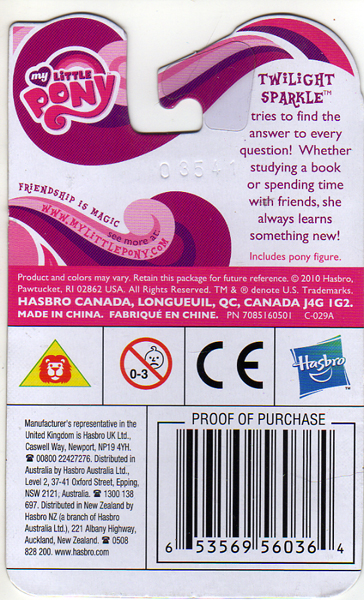 my LITTLE
PONY™
TWILIGHT
SPARKLE™
tries to find the
answer to every
question! Whether
studying a book
or spending time
with friends, she
always learns
something new!
Includes pony figure.
03541
FRIENDSHIP IS MAGIC
see more at:
WWW.MYLITTLEPONY.COM
Product and colors may vary. Retain this package for future reference. © 2010 Hasbro,
Pawtucket, RI 02862 USA. All Rights Reserved. TM & ® denote U.S. Trademarks.
HASBRO CANADA, LONGUEUIL, QC, CANADA J4G 1G2.
MADE IN CHINA. FABRIQUÉ EN CHINE. PN 7085160501 C-029A
0-3
CE
Hasbro
Manufacturer's representative in the
United Kingdom is Hasbro UK Ltd.,
Caswell Way, Newport, NP19 4YH.
☎ 00800 22427276. Distributed in
Australia by Hasbro Australia Ltd.,
Level 2, 37-41 Oxford Street, Epping,
NSW 2121, Australia. ☎ 1300 138
697. Distributed in New Zealand by
Hasbro NZ (a branch of Hasbro
Australia Ltd.), 221 Albany Highway,
Auckland, New Zealand. ☎ 0508
828 200. www.hasbro.com
PROOF OF PURCHASE
6 53569 56036 4